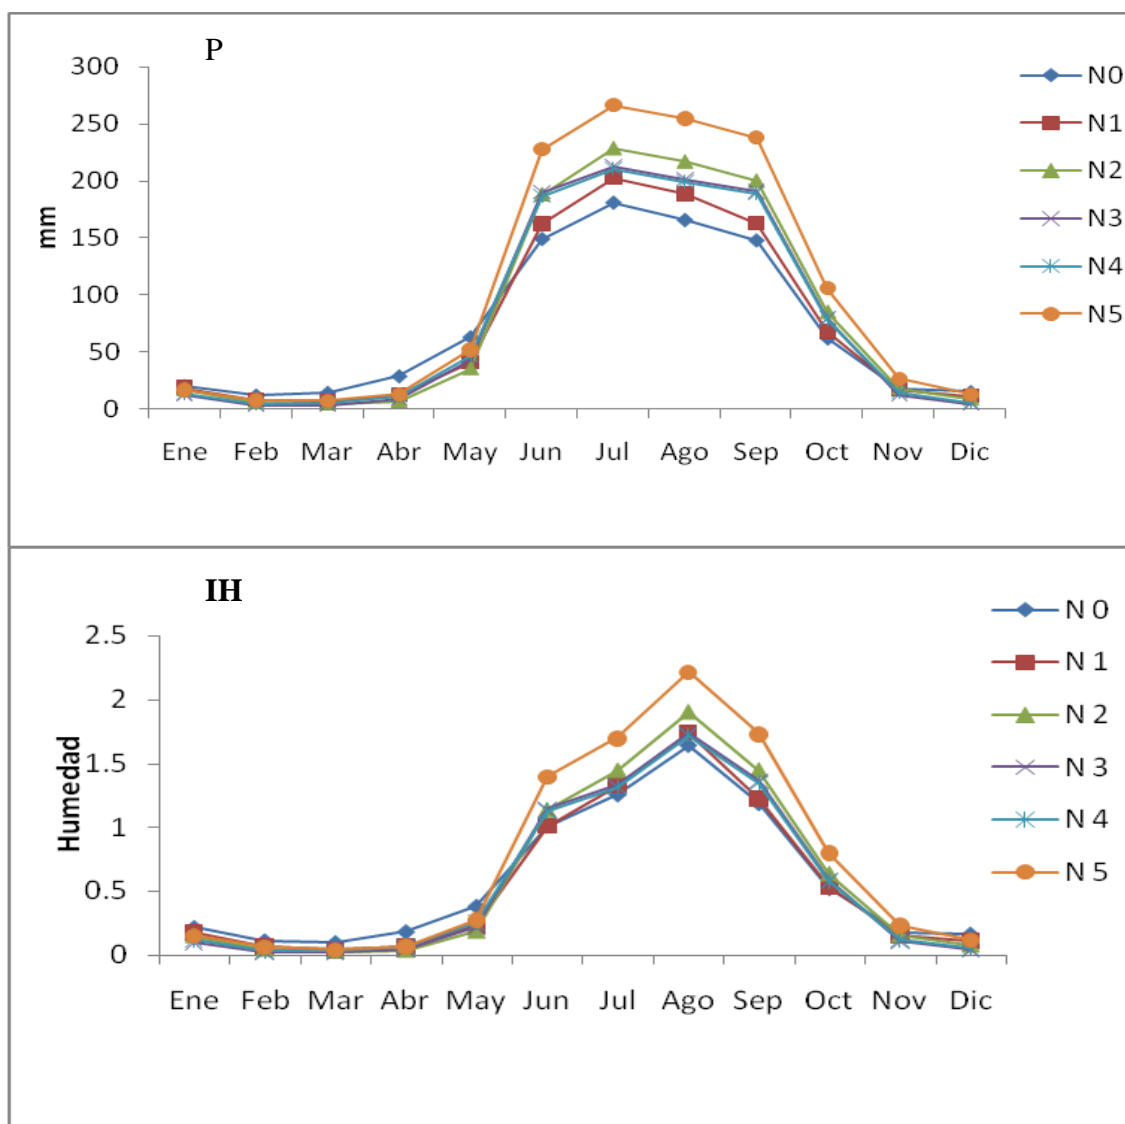 P
300
250
200
150
100
50
0
mm
Ene Feb Mar Abr May Jun Jul Ago Sep Oct Nov Dic
N0
N1
N2
N3
N4
N5
IH
2.5
2
1.5
1
0.5
0
Humedad
Ene Feb Mar Abr May Jun Jul Ago Sep Oct Nov Dic
N 0
N 1
N 2
N 3
N 4
N 5